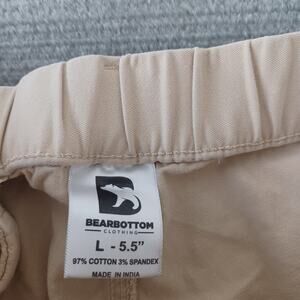 BEARBOTTOM
CLOTHING
L - 5.5"
97% COTTON 3% SPANDEX
MADE IN INDIA